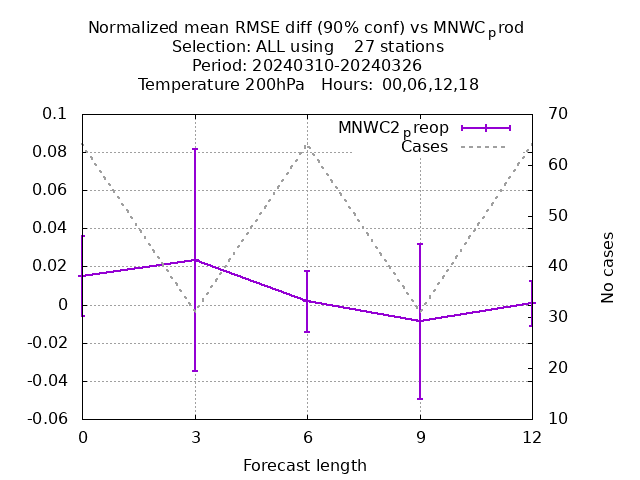 Normalized mean RMSE diff (90% conf) vs MNWC_prod
Selection: ALL using    27 stations
Period: 20240310-20240326
Temperature 200hPa   Hours: 00,06,12,18
MNWC2_preop
Cases
0.1
0.08
0.06
0.04
0.02
0
-0.02
-0.04
-0.06
70
60
50
40
30
20
10
No cases
0 3 6 9 12
Forecast length